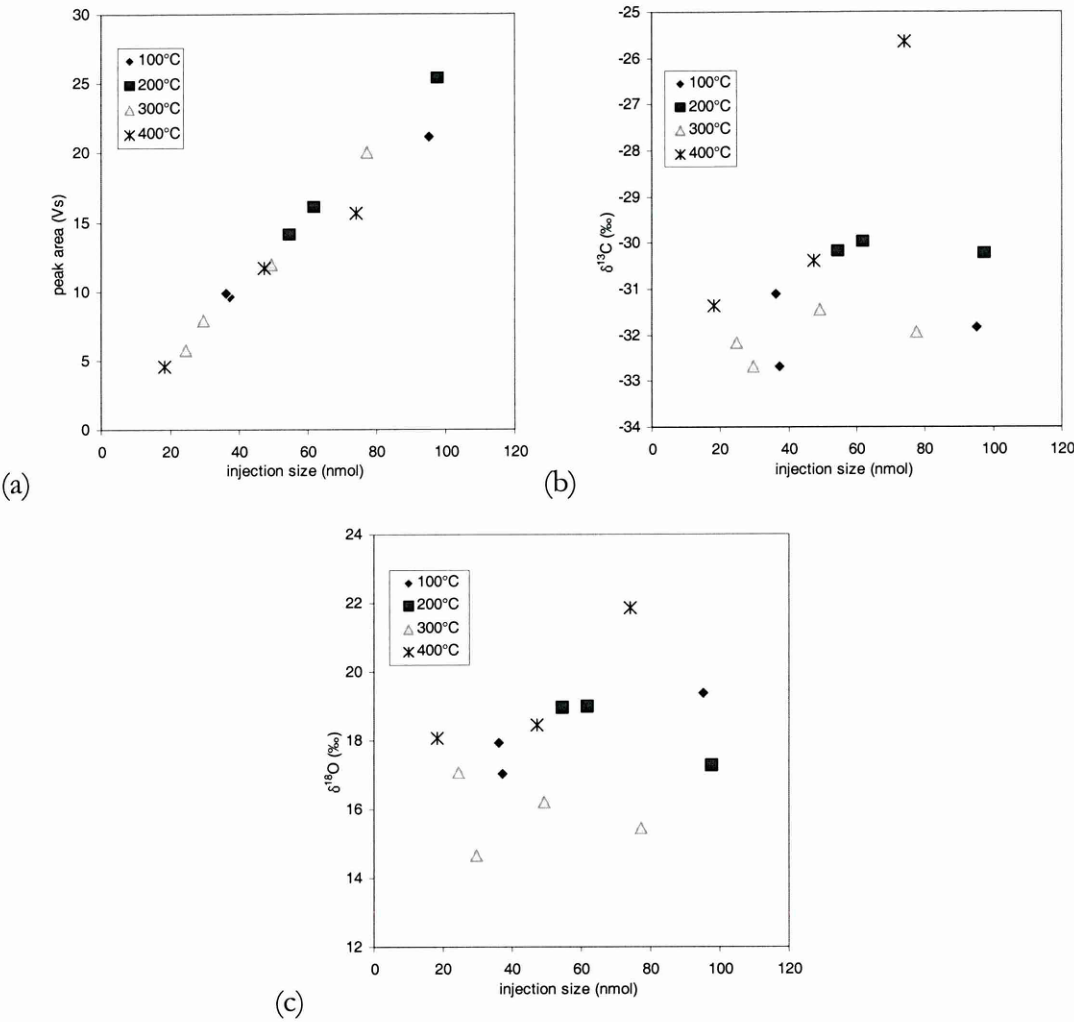 30
25
20
15
10
5
0
peak area (Vs)
100°C
200°C
300°C
400°C
0 20 40 60 80 100 120
injection size (nmol)
(a)
-25
-26
-27
-28
-29
-30
-31
-32
-33
-34
δ13C (‰)
100°C
200°C
300°C
400°C
0 20 40 60 80 100 120
injection size (nmol)
(b)
24
22
20
18
16
14
12
δ18O (‰)
100°C
200°C
300°C
400°C
0 20 40 60 80 100 120
injection size (nmol)
(c)